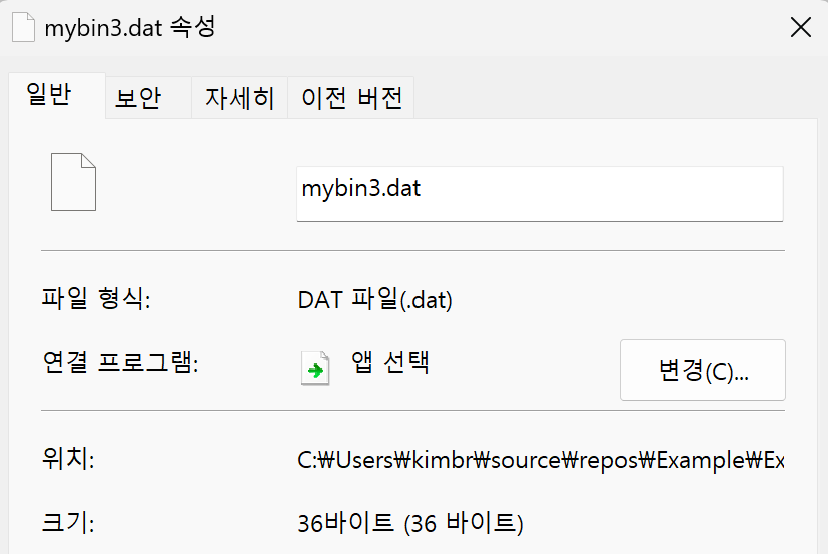 mybin3.dat 속성
일반 보안 자세히 이전 버전
mybin3.dat
파일 형식: DAT 파일(.dat)
연결 프로그램: 앱 선택 변경(C)...
위치: C:₩Users₩kimbr₩source₩repos₩Example₩Ex
크기: 36바이트 (36 바이트)